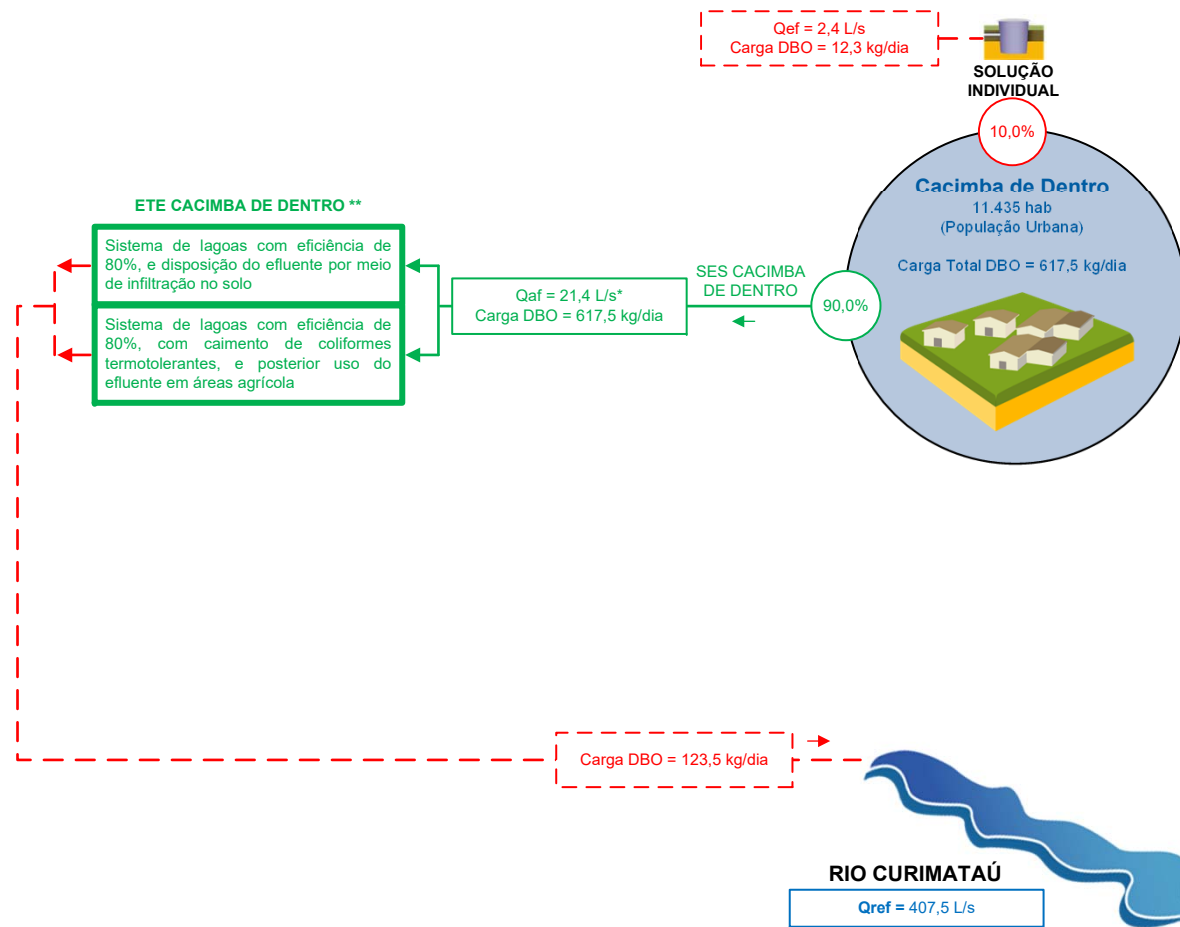 Qef = 2,4 L/s
Carga DBO = 12,3 kg/dia
SOLUÇÃO
INDIVIDUAL
10,0%
Cacimba de Dentro
11.435 hab
(População Urbana)
Carga Total DBO = 617,5 kg/dia
90,0%
SES CACIMBA
DE DENTRO
Qaf = 21,4 L/s*
Carga DBO = 617,5 kg/dia
ETE CACIMBA DE DENTRO **
Sistema de lagoas com eficiência de
80%, e disposição do efluente por meio
de infiltração no solo
Sistema de lagoas com eficiência de
80%, com caimento de coliformes
termotolerantes, e posterior uso do
efluente em áreas agrícola
Carga DBO = 123,5 kg/dia
RIO CURIMATAÚ
Qref = 407,5 L/s